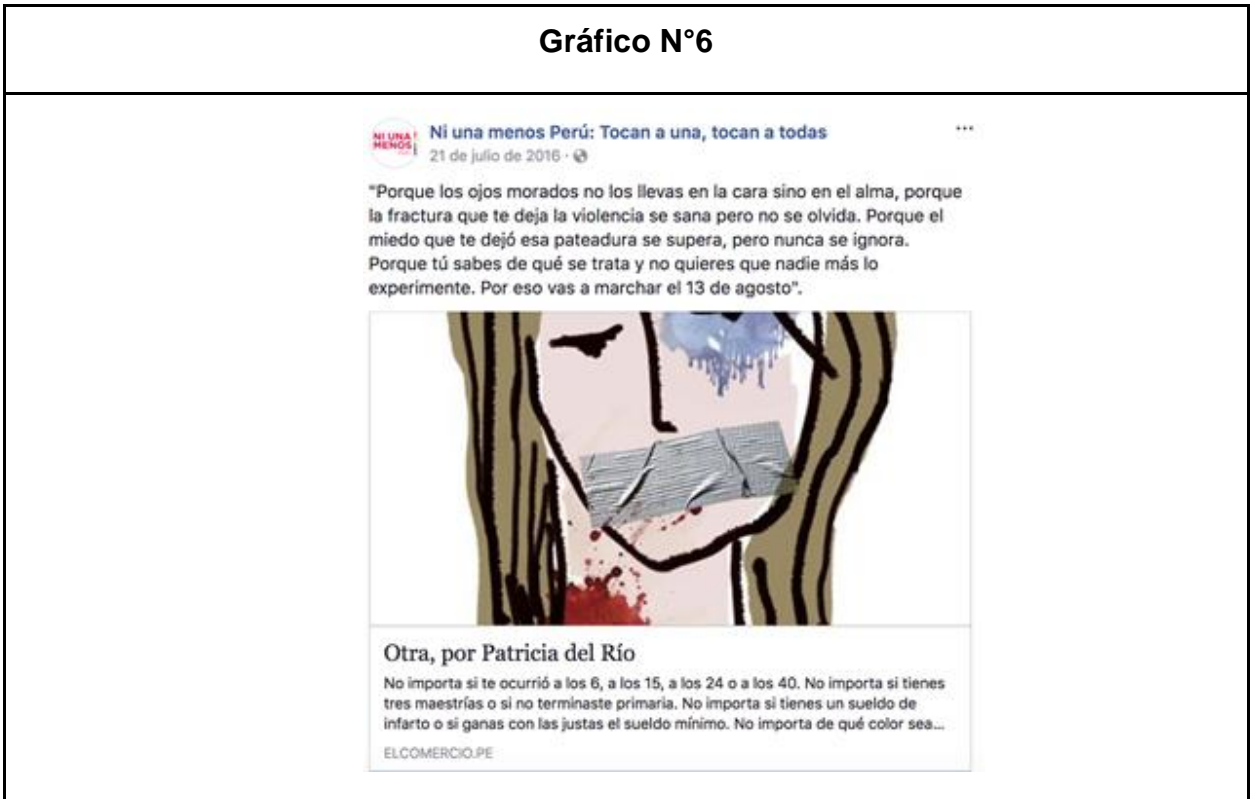 Gráfico N°6
NI UNA
MENOS
Ni una menos Perú: Tocan a una, tocan a todas
21 de julio de 2016 ·
"Porque los ojos morados no los llevas en la cara sino en el alma, porque
la fractura que te deja la violencia se sana pero no se olvida. Porque el
miedo que te dejó esa pateadura se supera, pero nunca se ignora.
Porque tú sabes de qué se trata y no quieres que nadie más lo
experimente. Por eso vas a marchar el 13 de agosto".
Otra, por Patricia del Río
No importa si te ocurrió a los 6, a los 15, a los 24 o a los 40. No importa si tienes
tres maestrías o si no terminaste primaria. No importa si tienes un sueldo de
infarto o si ganas con las justas el sueldo mínimo. No importa de qué color sea...
ELCOMERCIO.PE